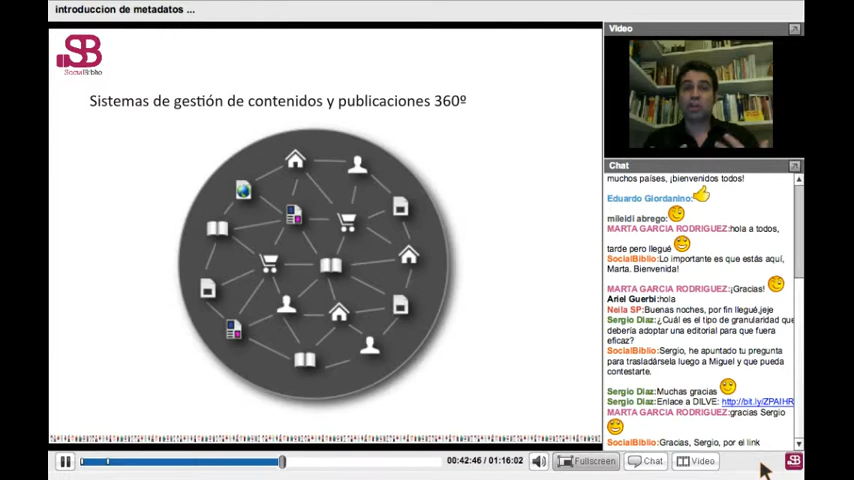 introduccion de metadatos ...
SB
SocialBiblio
Sistemas de gestión de contenidos y publicaciones 360º
Video
Chat
muchos países, ¡bienvenidos todos!
Eduardo Giordanino:
mileidi abrego:
MARTA GARCIA RODRIGUEZ:hola a todos,
tarde pero llegué
SocialBiblio:Lo importante es que estás aquí,
Marta. Bienvenida!
MARTA GARCIA RODRIGUEZ:¡Gracias!
Ariel Guerbi:hola
Neila SP:Buenas noches, por fin llegué,jeje
Sergio Diaz:¿Cuál es el tipo de granularidad que
debería adoptar una editorial para que fuera
eficaz?
SocialBiblio:Sergio, he apuntado tu pregunta
para trasladársela luego a Miguel y que pueda
contestarte.
Sergio Diaz:Muchas gracias
Sergio Diaz:Enlace a DILVE: http://bit.ly/ZPAIHR
MARTA GARCIA RODRIGUEZ:gracias Sergio
SocialBiblio:Gracias, Sergio, por el link
00:42:46 / 01:16:02
Fullscreen
Chat
Video
SB